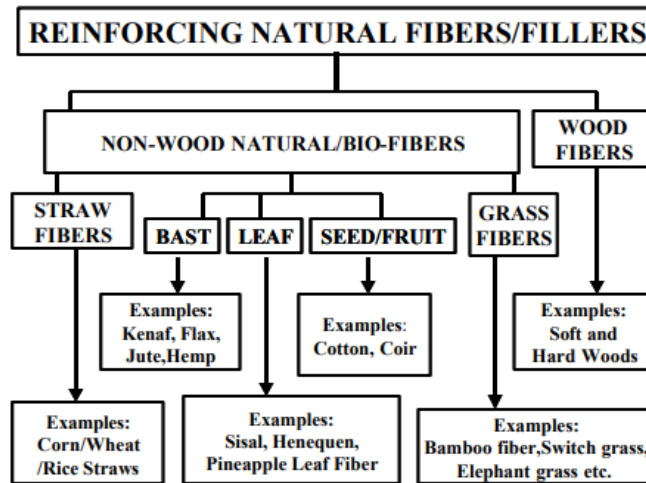 REINFORCING NATURAL FIBERS/FILLERS
NON-WOOD NATURAL/BIO-FIBERS
WOOD
FIBERS
STRAW
FIBERS
BAST
LEAF
SEED/FRUIT
GRASS
FIBERS
Examples:
Kenaf, Flax,
Jute,Hemp
Examples:
Cotton, Coir
Examples:
Soft and
Hard Woods
Examples:
Corn/Wheat
/Rice Straws
Examples:
Sisal, Henequen,
Pineapple Leaf Fiber
Examples:
Bamboo fiber,Switch grass,
Elephant grass etc.